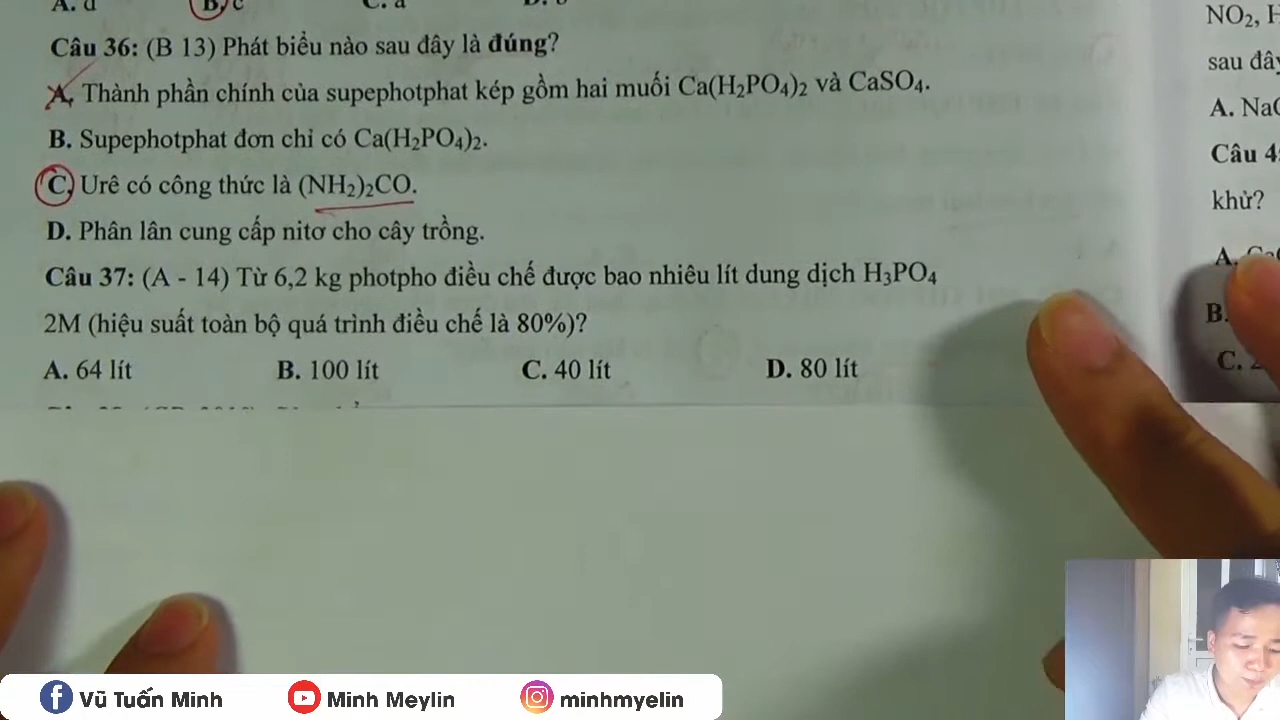 A. a B. c C. a
Câu 36: (B 13) Phát biểu nào sau đây là đúng?
A. Thành phần chính của supephotphat kép gồm hai muối Ca(H₂PO₄)₂ và CaSO₄.
B. Supephotphat đơn chỉ có Ca(H₂PO₄)₂.
C. Urê có công thức là (NH₂)₂CO.
D. Phân lân cung cấp nitơ cho cây trồng.
Câu 37: (A - 14) Từ 6,2 kg photpho điều chế được bao nhiêu lít dung dịch H₃PO₄
2M (hiệu suất toàn bộ quá trình điều chế là 80%)?
A. 64 lít B. 100 lít C. 40 lít D. 80 lít
NO₂,
sau đây
A.
Câu
khử?
A.
B.
C.
Vũ Tuấn Minh Minh Meylin minhmyelin